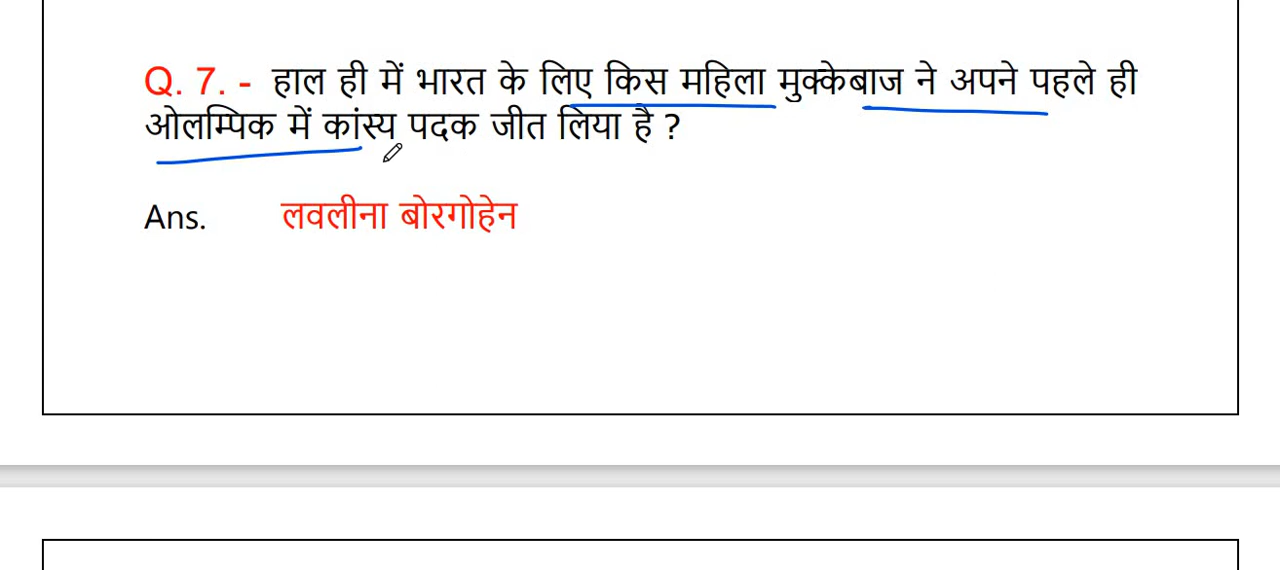 Q. 7. - हाल ही में भारत के लिए किस महिला मुक्केबाज ने अपने पहले ही
ओलम्पिक में कांस्य पदक जीत लिया है ?
Ans. लवलीना बोरगोहेन